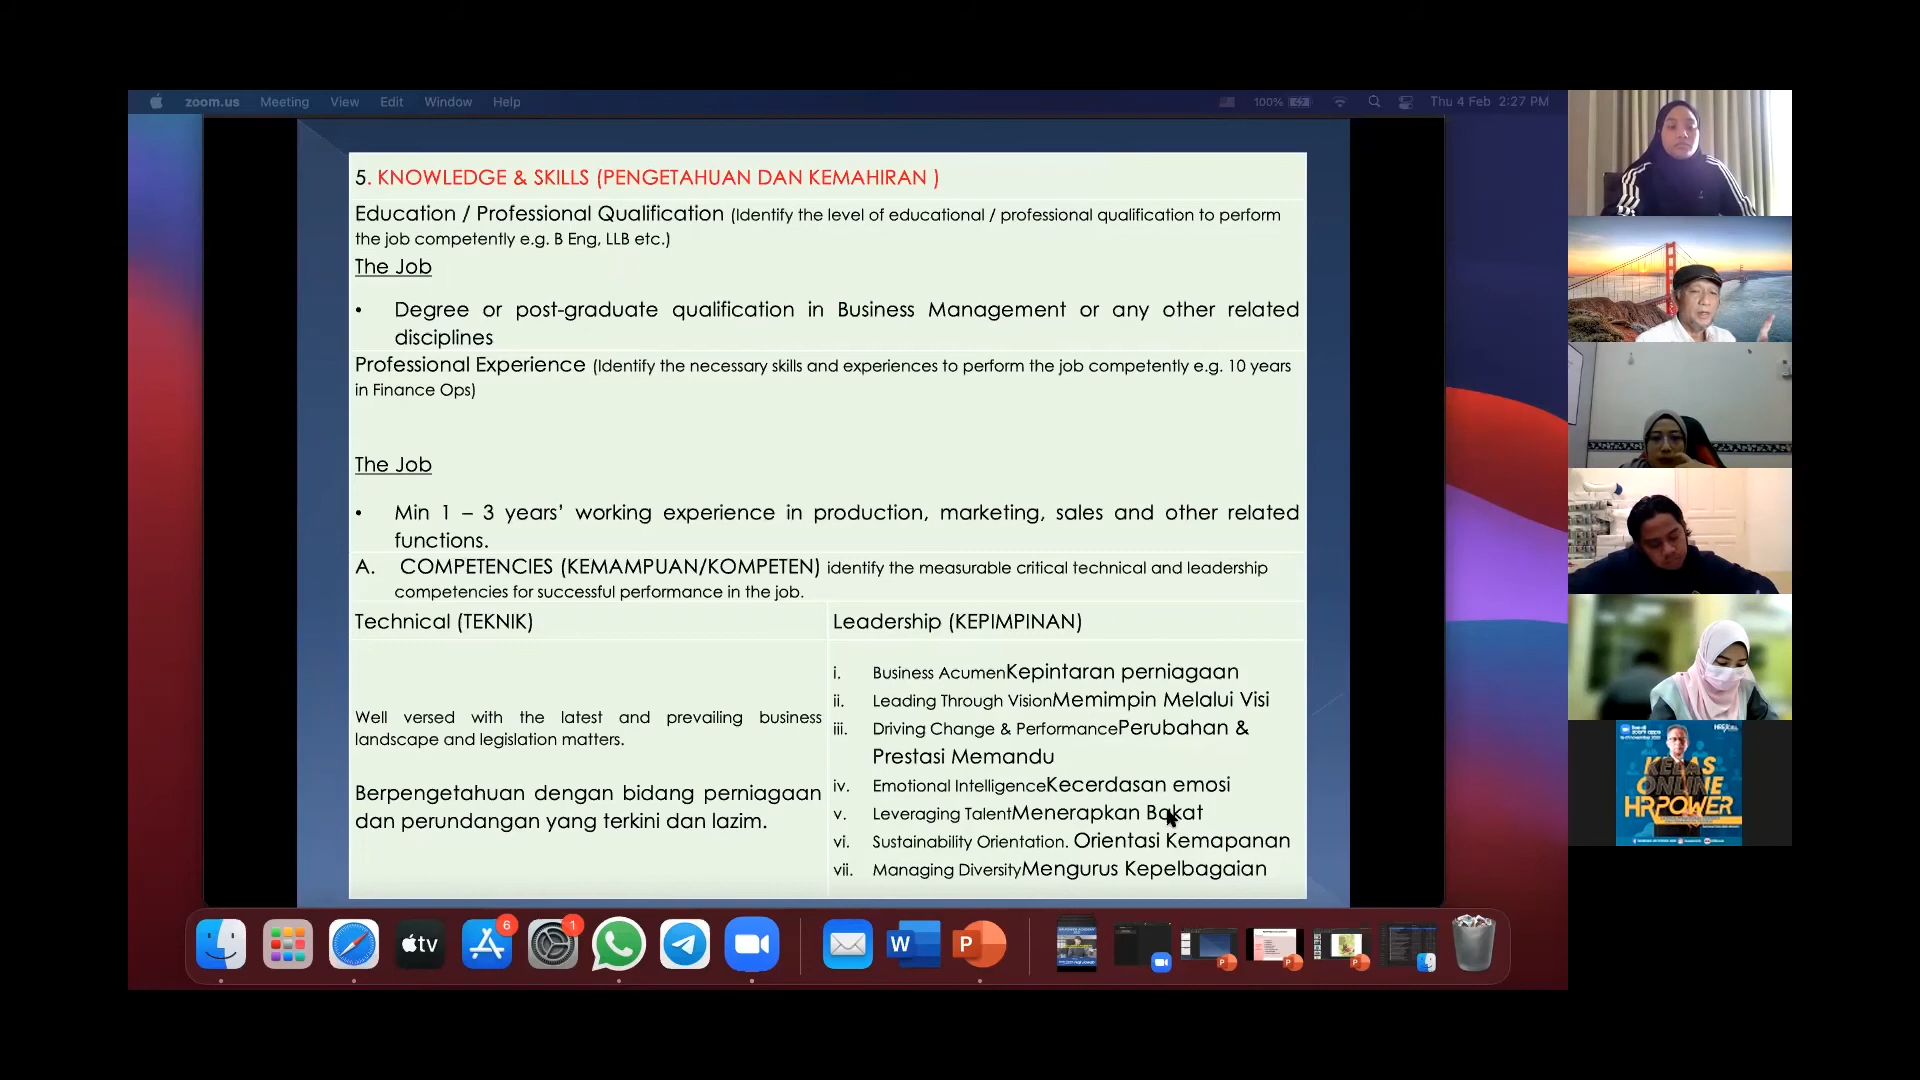 zoom.us Meeting View Edit Window Help
100% Thu 4 Feb 2:27 PM
5. KNOWLEDGE & SKILLS (PENGETAHUAN DAN KEMAHIRAN )
Education / Professional Qualification (Identify the level of educational / professional qualification to perform
the job competently e.g. B Eng, LLB etc.)
The Job
• Degree or post-graduate qualification in Business Management or any other related
disciplines
Professional Experience (Identify the necessary skills and experiences to perform the job competently e.g. 10 years
in Finance Ops)
The Job
• Min 1 – 3 years’ working experience in production, marketing, sales and other related
functions.
A. COMPETENCIES (KEMAMPUAN/KOMPETEN) identify the measurable critical technical and leadership
competencies for successful performance in the job.
Technical (TEKNIK)
Well versed with the latest and prevailing business
landscape and legislation matters.
Berpengetahuan dengan bidang perniagaan
dan perundangan yang terkini dan lazim.
Leadership (KEPIMPINAN)
i. Business AcumenKepintaran perniagaan
ii. Leading Through VisionMemimpin Melalui Visi
iii. Driving Change & PerformancePerubahan &
Prestasi Memandu
iv. Emotional IntelligenceKecerdasan emosi
v. Leveraging TalentMenerapkan Bakat
vi. Sustainability Orientation. Orientasi Kemapanan
vii. Managing DiversityMengurus Kepelbagaian
6
1
tv
W
P
KELAS
ONLINE
HRPOWER